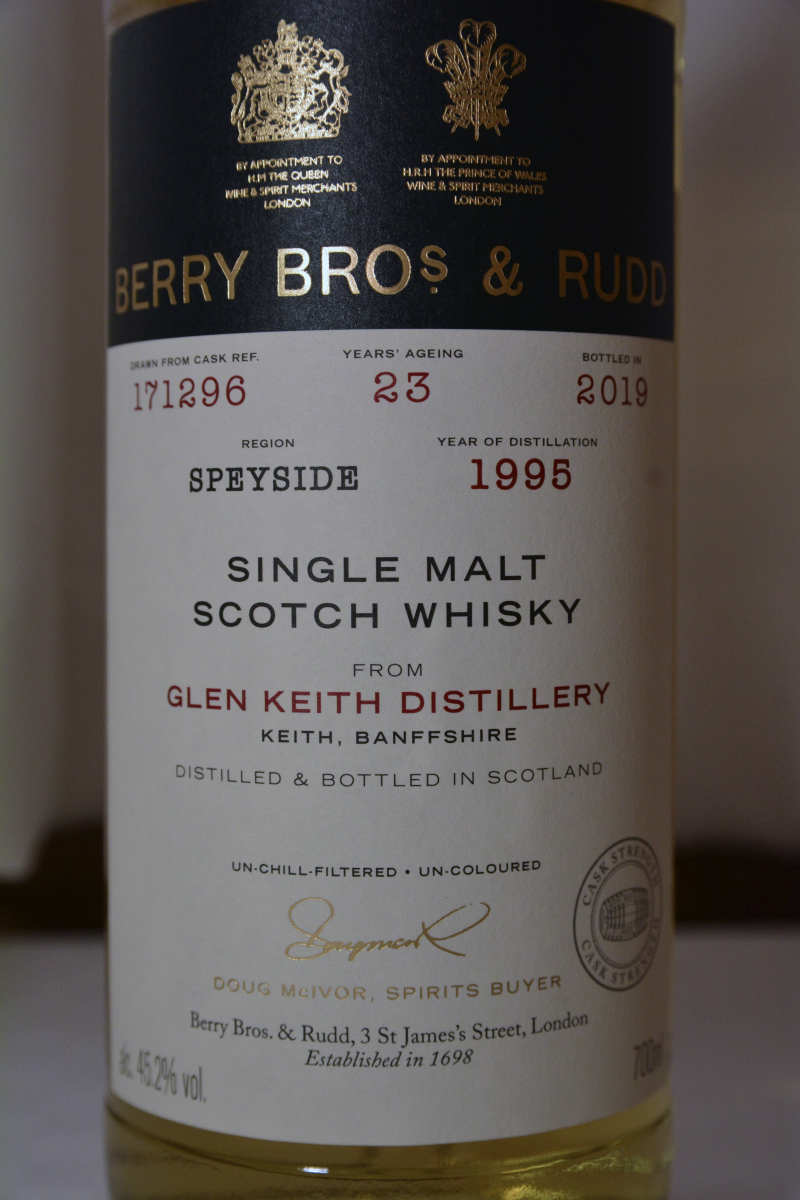 BY APPOINTMENT TO
H.M THE QUEEN
WINE & SPIRIT MERCHANTS
LONDON
BY APPOINTMENT TO
H.R.H THE PRINCE OF WALES
WINE & SPIRIT MERCHANTS
LONDON
BERRY BROS & RUDD
DRAWN FROM CASK REF.
171296
YEARS' AGEING
23
BOTTLED IN
2019
REGION
SPEYSIDE
YEAR OF DISTILLATION
1995
SINGLE MALT
SCOTCH WHISKY
FROM
GLEN KEITH DISTILLERY
KEITH, BANFFSHIRE
DISTILLED & BOTTLED IN SCOTLAND
UN-CHILL-FILTERED • UN-COLOURED
CASK STRENGTH
CASK STRENGTH
DOUG McIVOR, SPIRITS BUYER
Berry Bros. & Rudd, 3 St James's Street, London
Established in 1698
alc. 45.2% vol.
700ml